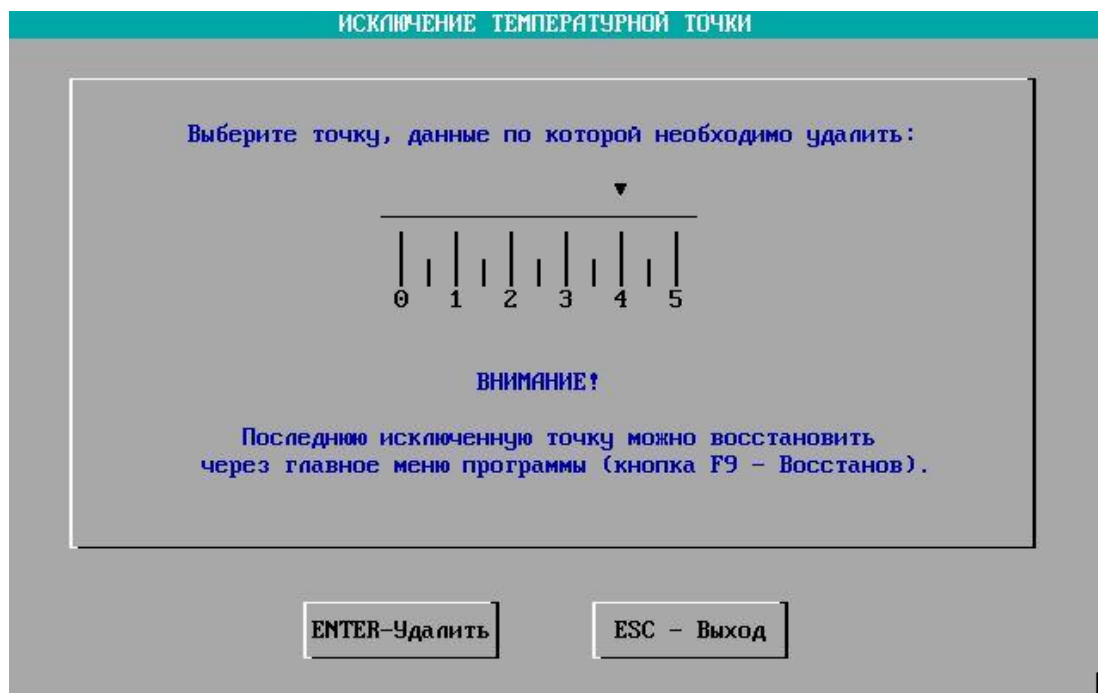 ИСКЛЮЧЕНИЕ ТЕМПЕРАТУРНОЙ ТОЧКИ
Выберите точку, данные по которой необходимо удалить:
0 1 2 3 4 5
ВНИМАНИЕ!
Последнюю исключенную точку можно восстановить
через главное меню программы (кнопка F9 - Восстанов).
ENTER-Удалить ESC - Выход